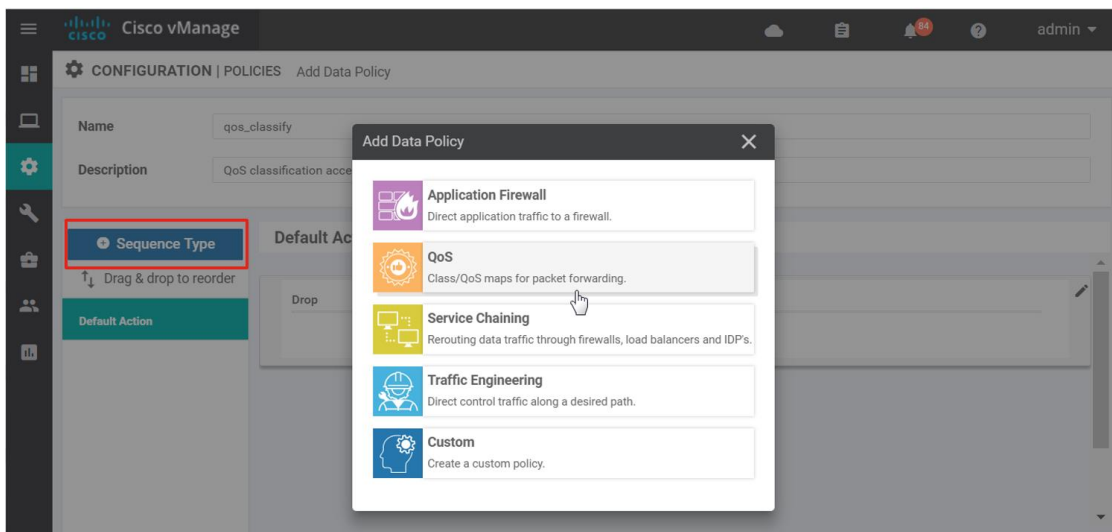 cisco Cisco vManage 84 admin
CONFIGURATION | POLICIES Add Data Policy
Name qos_classify
Description QoS classification acce
Sequence Type
Drag & drop to reorder
Default Action
Default Ac
Drop
Add Data Policy
Application Firewall
Direct application traffic to a firewall.
QoS
Class/QoS maps for packet forwarding.
Service Chaining
Rerouting data traffic through firewalls, load balancers and IDP's.
Traffic Engineering
Direct control traffic along a desired path.
Custom
Create a custom policy.